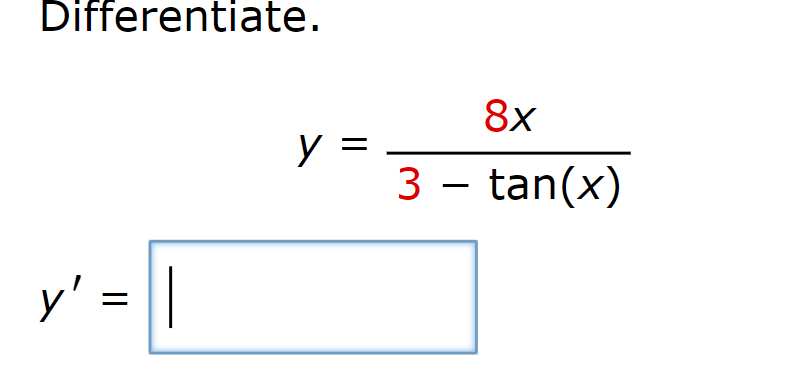 Differentiate.
y = 8x / 3 − tan(x)
y′ =